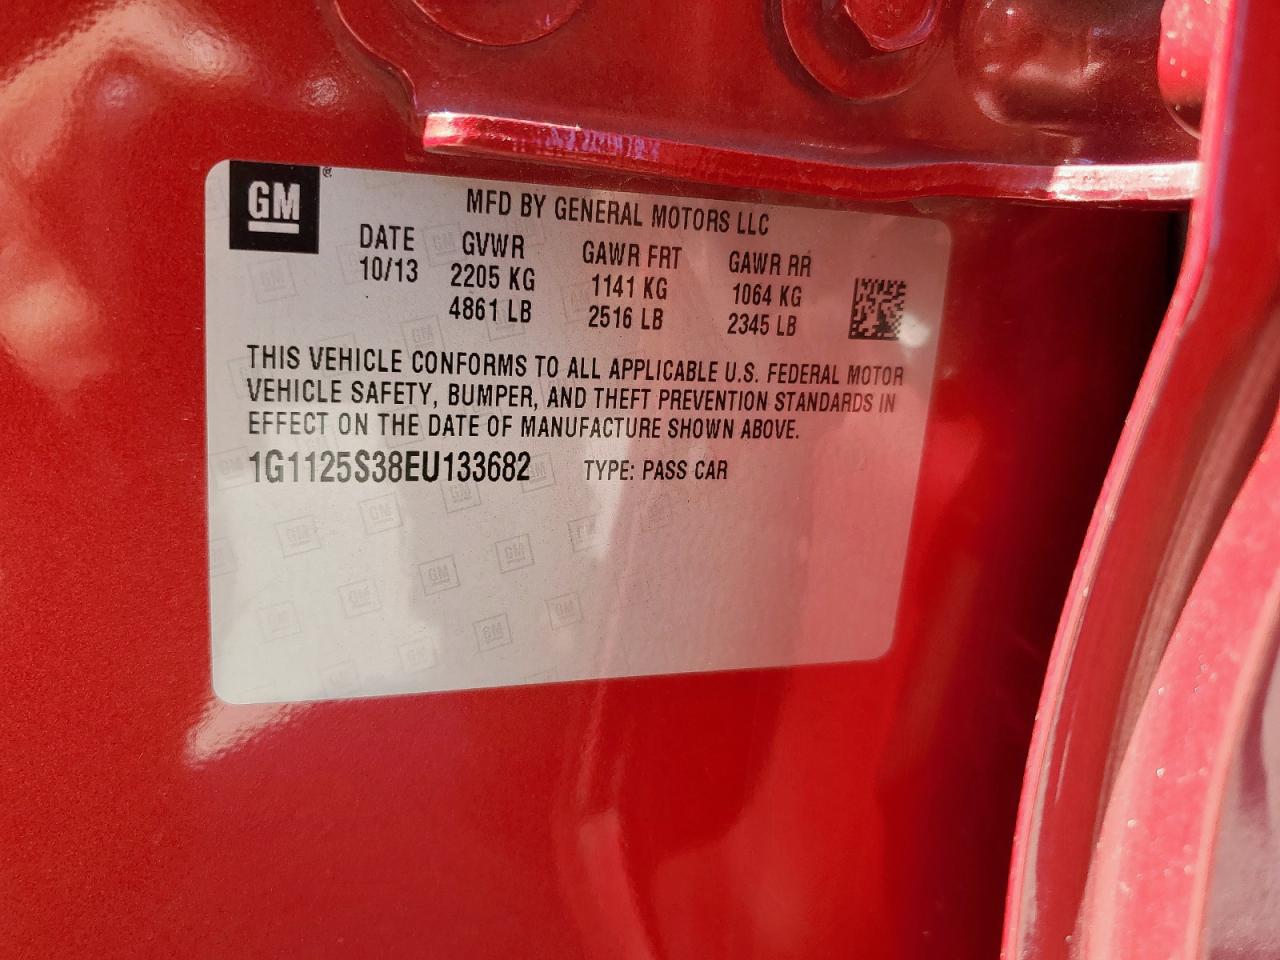 GM
MFD BY GENERAL MOTORS LLC
DATE GVWR GAWR FRT GAWR RR
10/13 2205 KG 1141 KG 1064 KG
4861 LB 2516 LB 2345 LB
THIS VEHICLE CONFORMS TO ALL APPLICABLE U.S. FEDERAL MOTOR
VEHICLE SAFETY, BUMPER, AND THEFT PREVENTION STANDARDS IN
EFFECT ON THE DATE OF MANUFACTURE SHOWN ABOVE.
1G1125S38EU133682 TYPE: PASS CAR